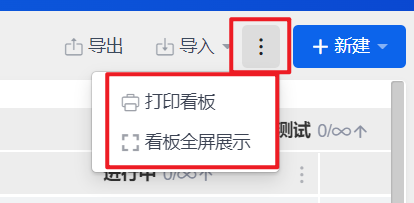 导出 导入 + 新建
打印看板
看板全屏展示
测试 0/∞↑
进行中 0/∞↑